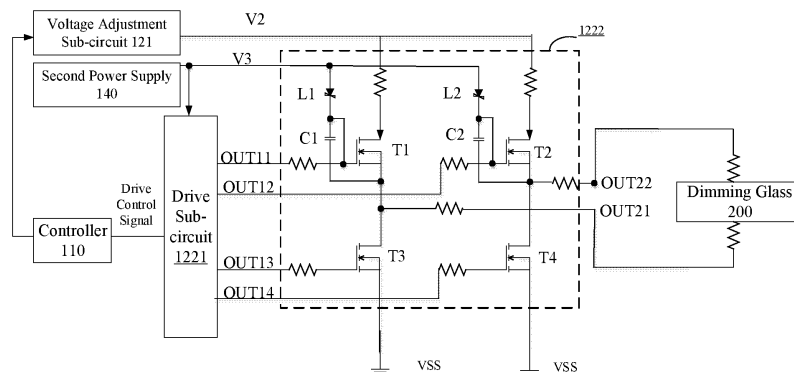 V2
1222
Voltage Adjustment
Sub-circuit 121
V3
Second Power Supply
140
L1
L2
C1
C2
T1
T2
OUT11
OUT12
OUT22
OUT21
Dimming Glass
200
Drive
Control
Signal
Drive
Sub-
circuit
1221
Controller
110
T3
T4
OUT13
OUT14
VSS
VSS